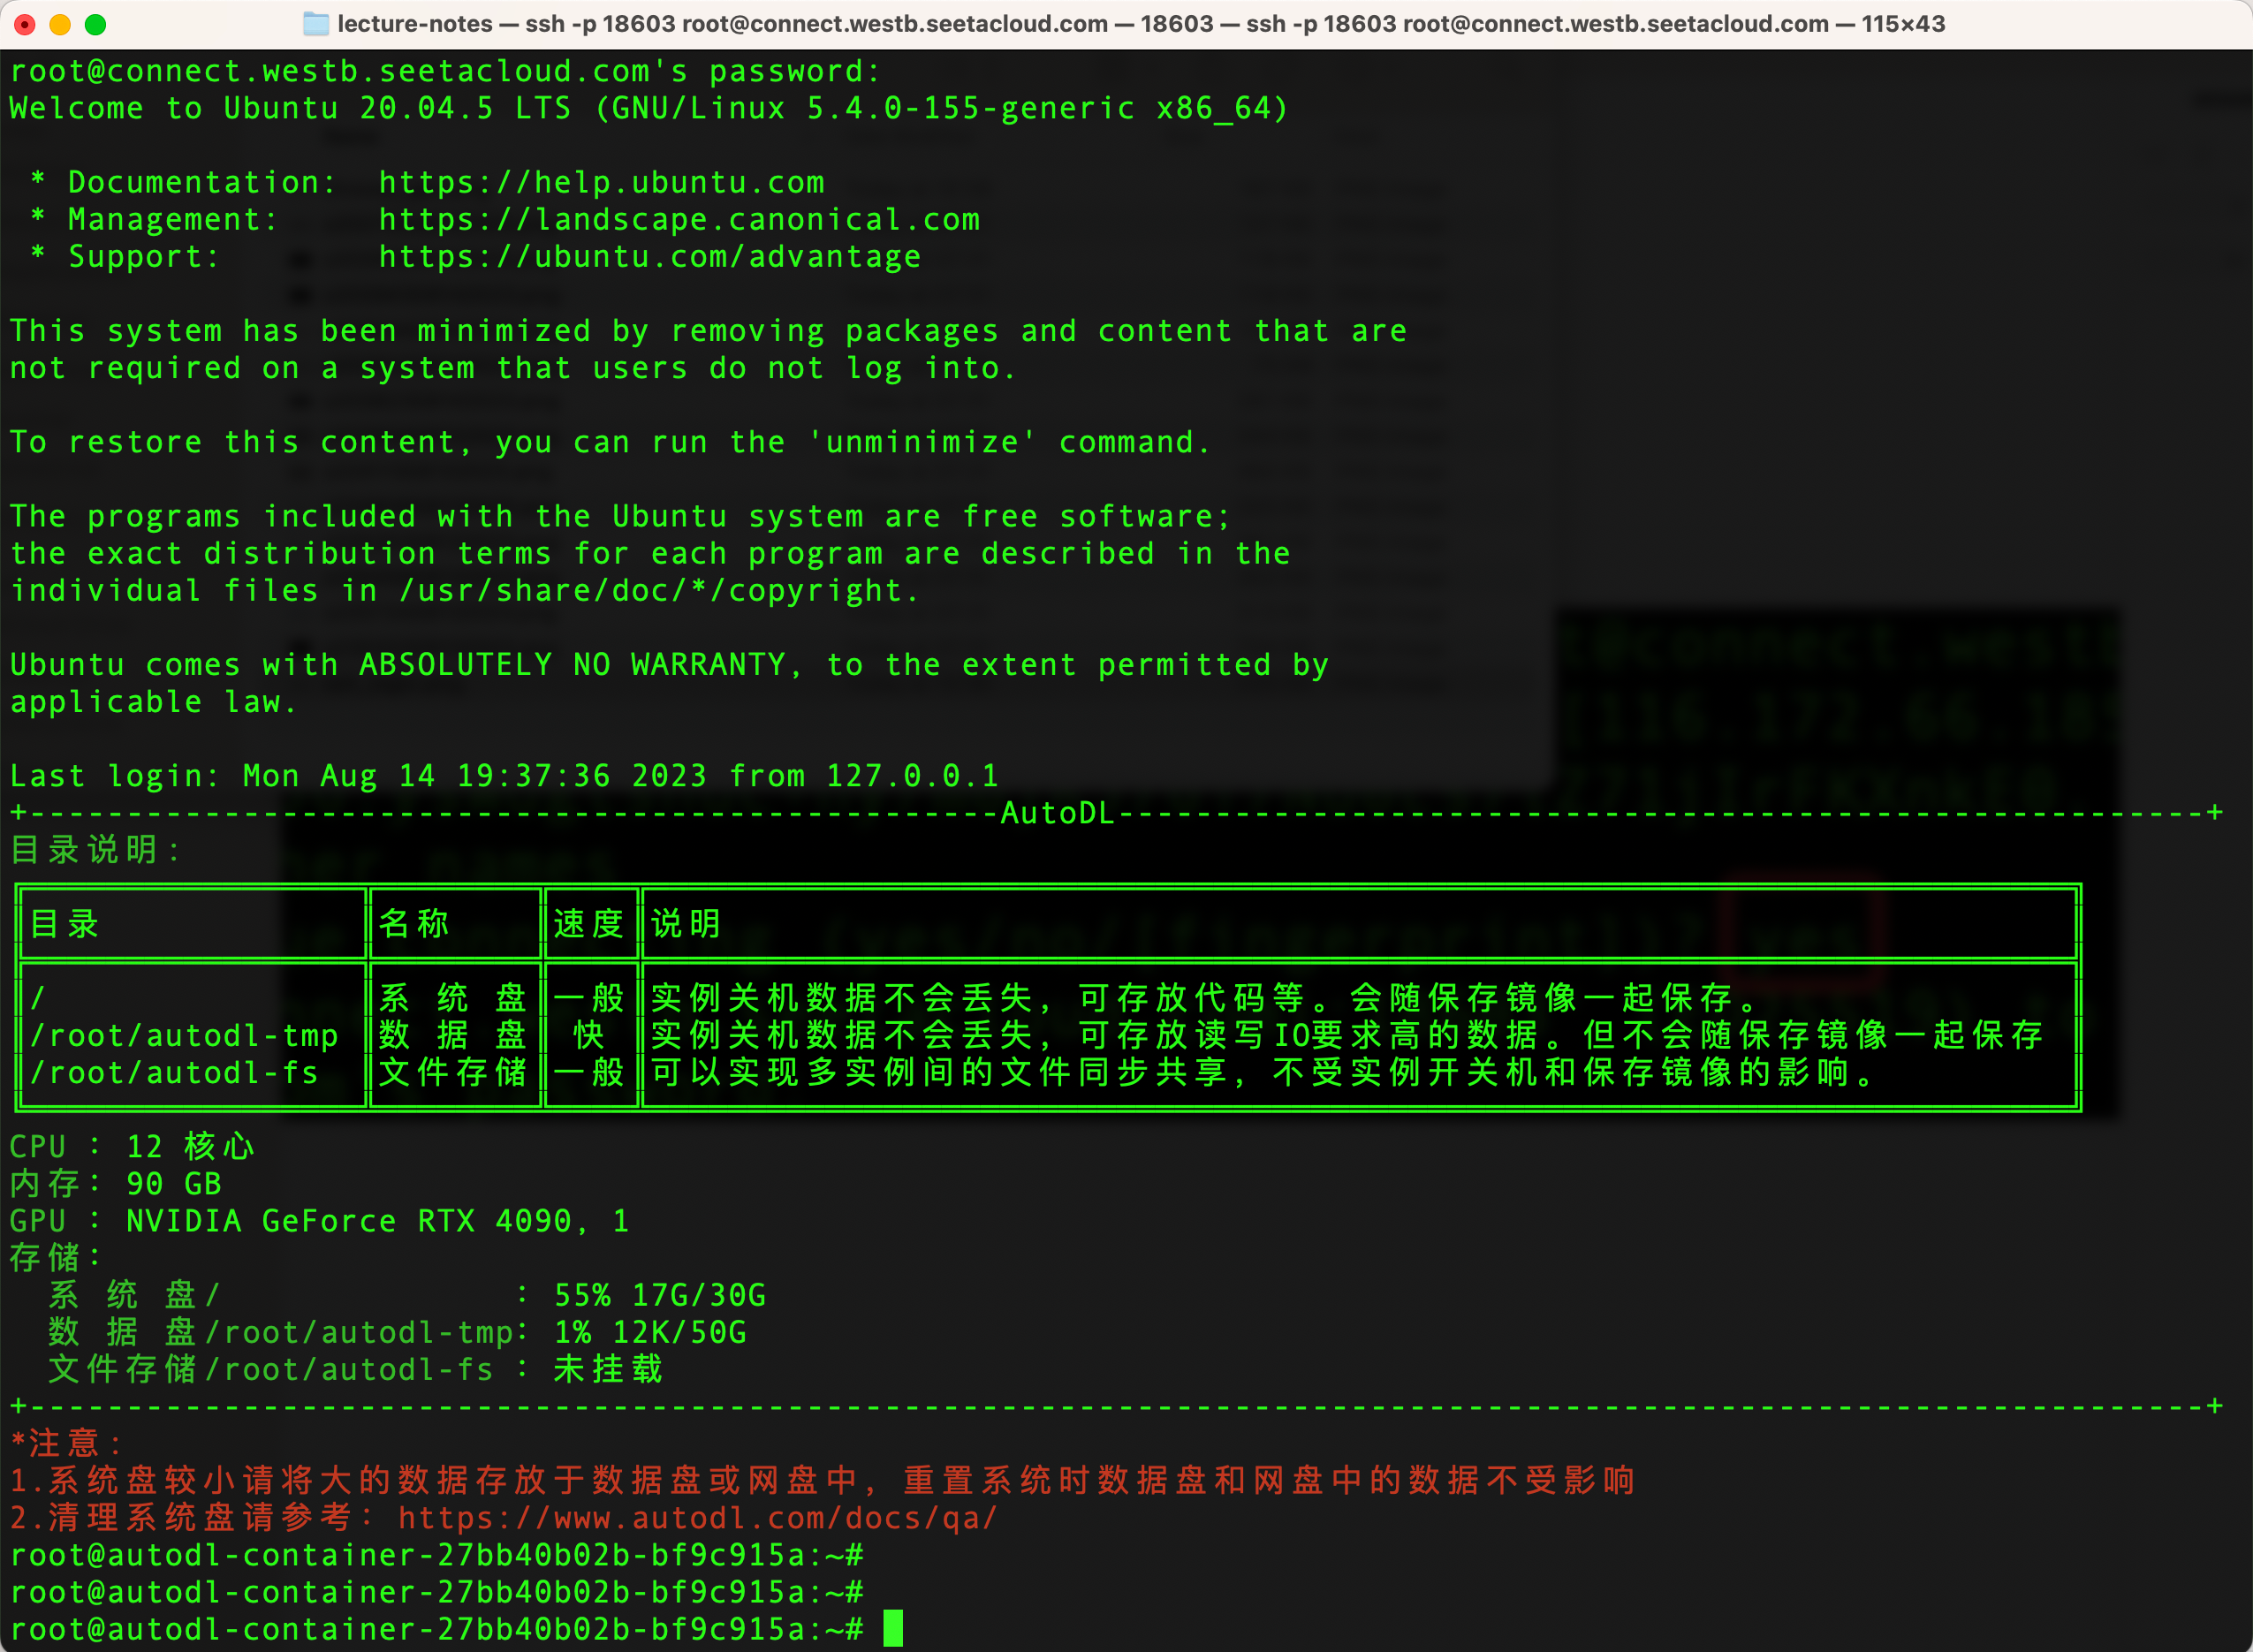 lecture-notes — ssh -p 18603 root@connect.westb.seetacloud.com — 18603 — ssh -p 18603 root@connect.westb.seetacloud.com — 115×43
root@connect.westb.seetacloud.com's password:
Welcome to Ubuntu 20.04.5 LTS (GNU/Linux 5.4.0-155-generic x86_64)
* Documentation:  https://help.ubuntu.com
* Management:     https://landscape.canonical.com
* Support:        https://ubuntu.com/advantage
This system has been minimized by removing packages and content that are
not required on a system that users do not log into.
To restore this content, you can run the 'unminimize' command.
The programs included with the Ubuntu system are free software;
the exact distribution terms for each program are described in the
individual files in /usr/share/doc/*/copyright.
Ubuntu comes with ABSOLUTELY NO WARRANTY, to the extent permitted by
applicable law.
Last login: Mon Aug 14 19:37:36 2023 from 127.0.0.1
+--------------------------------------------------AutoDL--------------------------------------------------------+
目录说明:
目录 名称 速度 说明
/ 系 统 盘 一般 实例关机数据不会丢失，可存放代码等。会随保存镜像一起保存。
/root/autodl-tmp 数 据 盘 快 实例关机数据不会丢失，可存放读写IO要求高的数据。但不会随保存镜像一起保存
/root/autodl-fs 文件存储 一般 可以实现多实例间的文件同步共享，不受实例开关机和保存镜像的影响。
CPU ：12 核心
内存：90 GB
GPU ：NVIDIA GeForce RTX 4090, 1
存储：
系 统 盘/               ：55% 17G/30G
数 据 盘/root/autodl-tmp：1% 12K/50G
文件存储/root/autodl-fs ：未挂载
+----------------------------------------------------------------------------------------------------------------+
*注意:
1.系统盘较小请将大的数据存放于数据盘或网盘中，重置系统时数据盘和网盘中的数据不受影响
2.清理系统盘请参考：https://www.autodl.com/docs/qa/
root@autodl-container-27bb40b02b-bf9c915a:~#
root@autodl-container-27bb40b02b-bf9c915a:~#
root@autodl-container-27bb40b02b-bf9c915a:~#